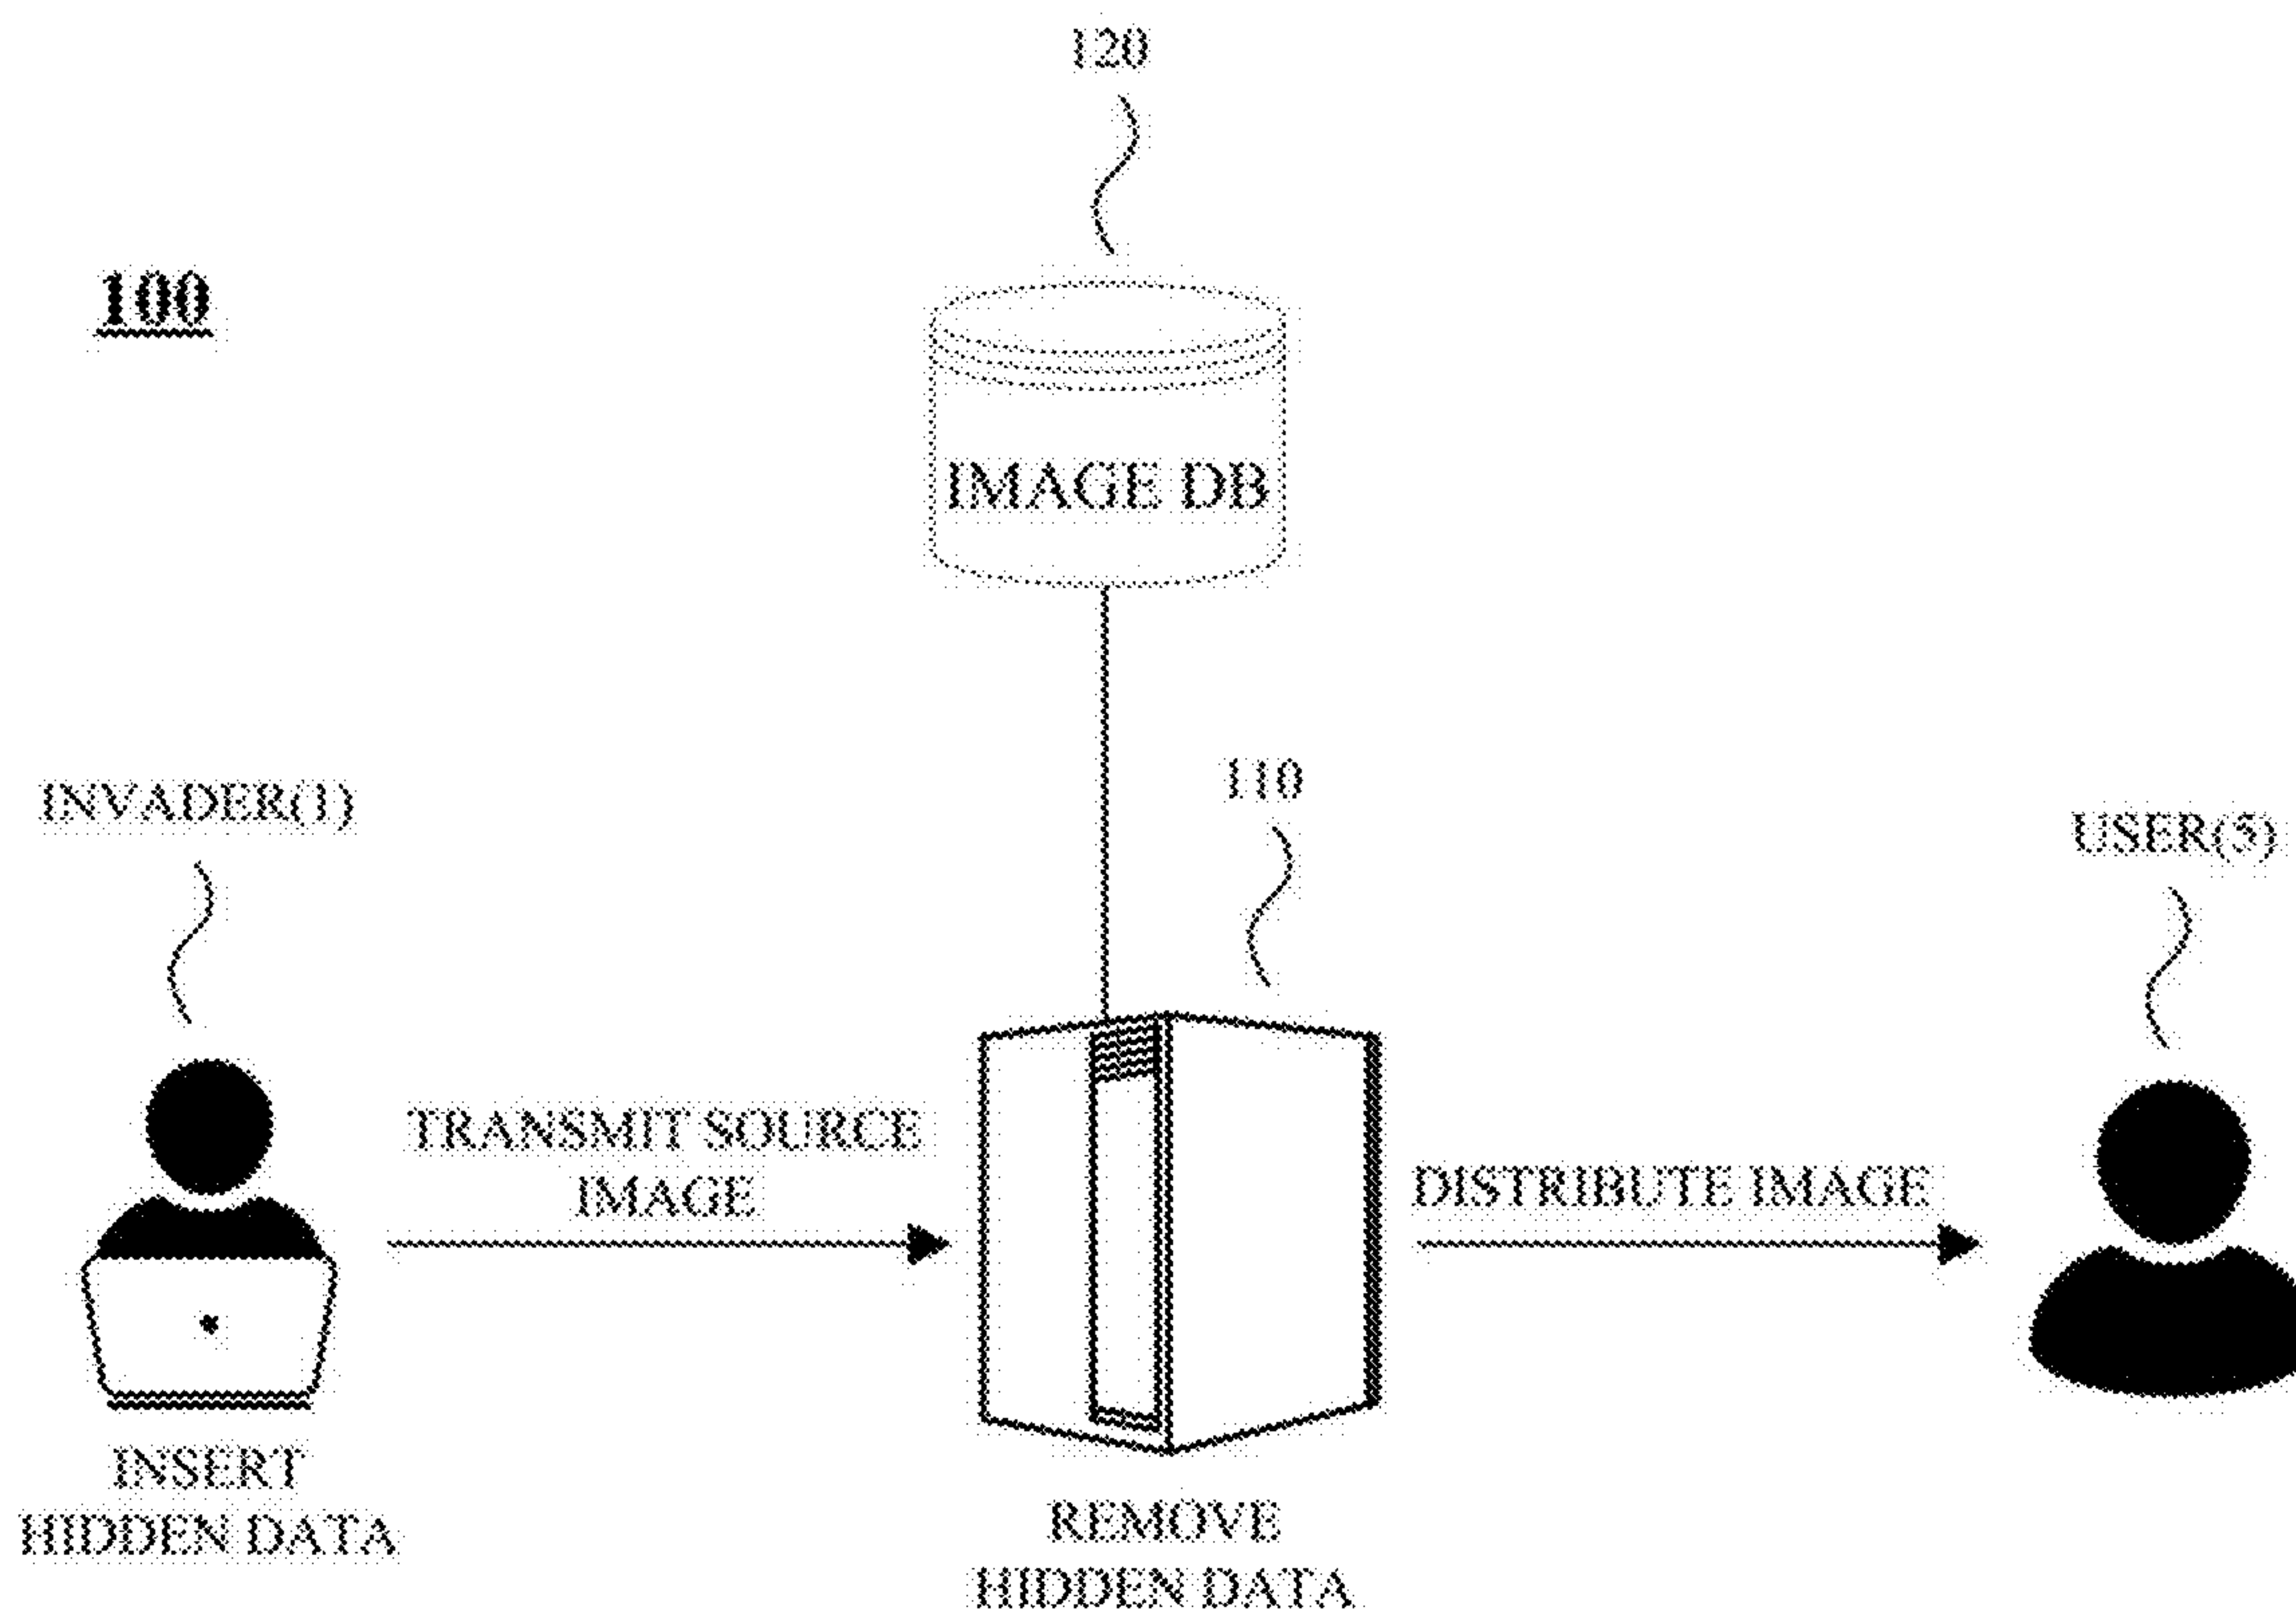 120
100
IMAGE DB
110
INVADER(1)
USER(5)
TRANSMIT SOURCE
IMAGE
DISTRIBUTE IMAGE
INSERT
HIDDEN DATA
REMOVE
HIDDEN DATA